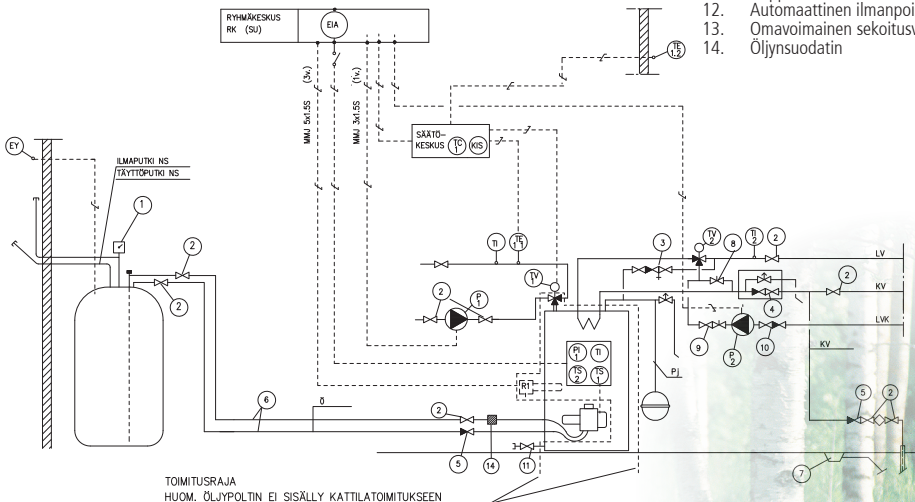 12. Automaattinen ilmanpoi
13. Omavoimainen sekoitusv
14. Öljynsuodatin
RYHMÄKESKUS
RK (SU)
EIA
TE
1.2
MMJ 5x1.5S (3v.)
MMJ 3x1.5S (1v.)
SÄÄTÖ-
KESKUS
TC
1
KIS
EY
ILMAPUTKI NS
TÄYTTÖPUTKI NS
1
2
2
TI
TE
1.1
TV
1
2
P
1
3
TV
2
8
TI
2
2
LV
2
KV
4
LVK
9
P
2
10
KV
PI
1
TI
TS
2
TS
1
R1
Pj
5
2
6
Ö
2
5
14
11
7
TOIMITUSRAJA
HUOM. ÖLJYPOLTIN EI SISÄLLY KATTILATOIMITUKSEEN